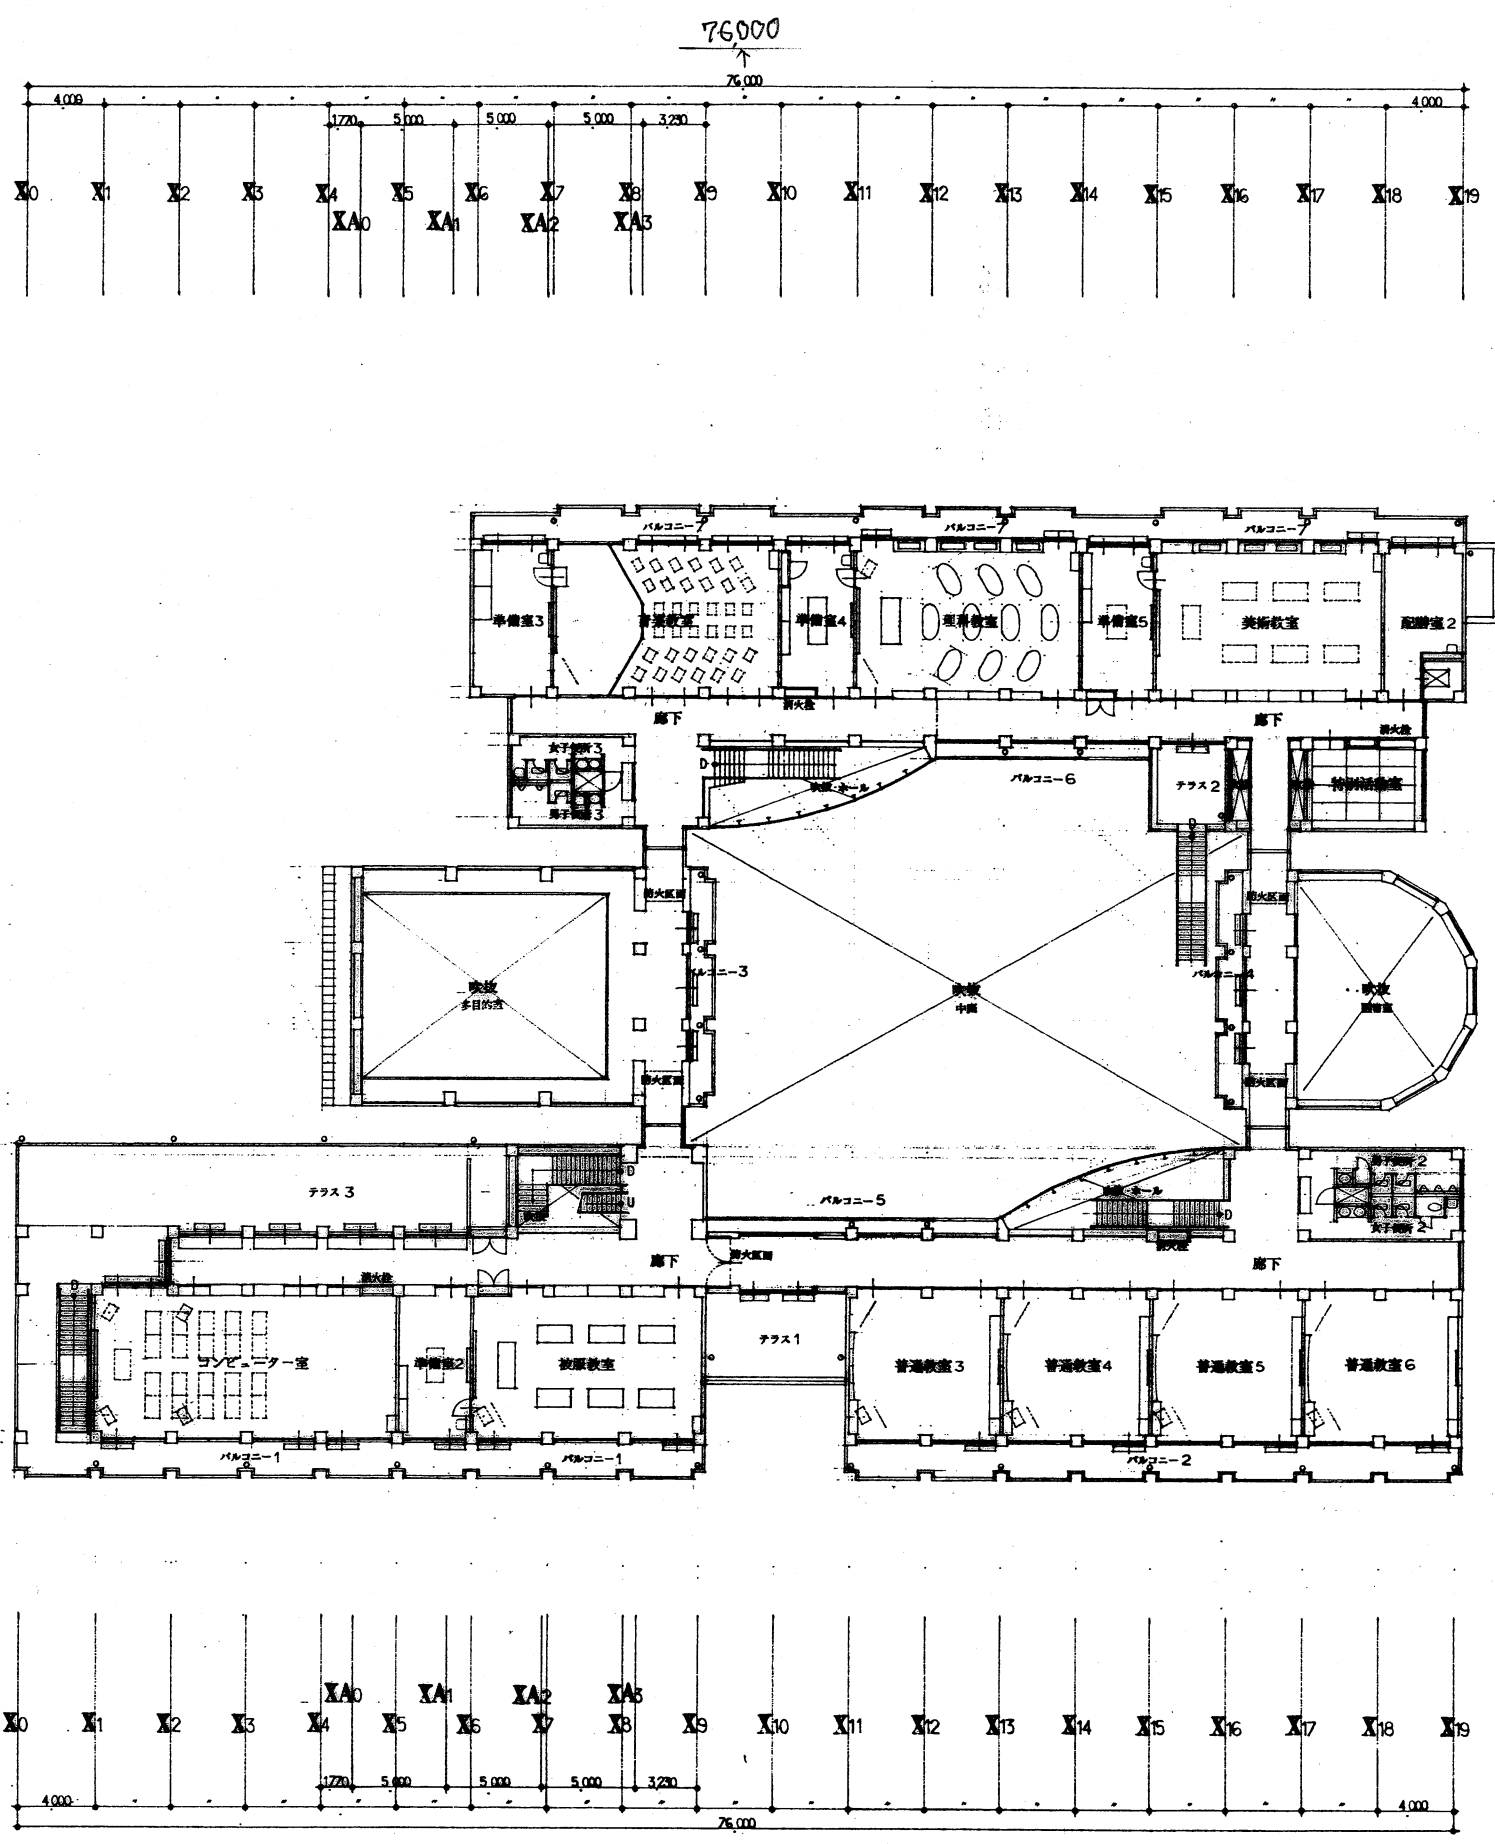 76,000
76,000
4,000 〃 〃 〃 〃 〃 〃 〃 〃 〃 〃 〃 〃 〃 〃 〃 〃 〃 4,000
1,770 5,000 5,000 5,000 3,230
X0 X1 X2 X3 X4 X5 X6 X7 X8 X9 X10 X11 X12 X13 X14 X15 X16 X17 X18 X19
XA0 XA1 XA2 XA3
バルコニー7 バルコニー7 バルコニー7
準備室3 音楽教室 準備室4 理科教室 準備室5 美術教室 配膳室2
消火栓
廊下 廊下
消火栓
女子便所3
D
バルコニー6
テラス2
特別活動室
吹抜・ホール
男子便所3
D
防火区画 防火区画
バルコニー3 バルコニー4
吹抜 吹抜 吹抜
多目的室 中庭 図書室
防火区画 防火区画
男子便所2
D
テラス3
吹抜・ホール
バルコニー5
U
D
吹抜
女子便所2
消火栓
防火区画
廊下 廊下
消火栓
D
テラス1
コンピューター室 準備室2 被服教室 普通教室3 普通教室4 普通教室5 普通教室6
バルコニー1 バルコニー1 バルコニー2
XA0 XA1 XA2 XA3
X0 X1 X2 X3 X4 X5 X6 X7 X8 X9 X10 X11 X12 X13 X14 X15 X16 X17 X18 X19
1,770 5,000 5,000 5,000 3,230
4,000 〃 〃 〃 〃 〃 〃 〃 〃 〃 〃 〃 〃 〃 〃 〃 〃 〃 4,000
76,000